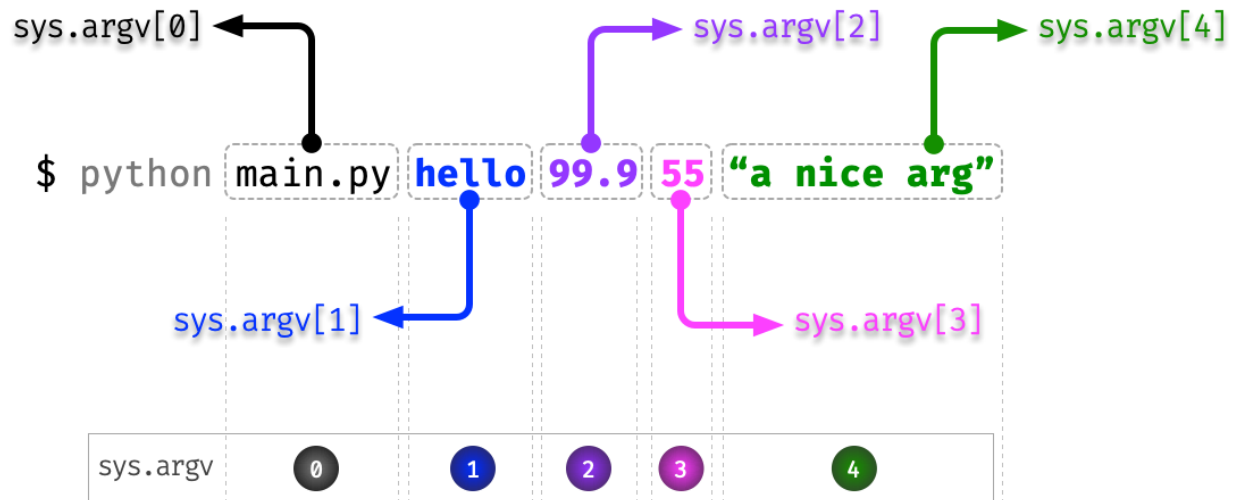 sys.argv[0] sys.argv[2] sys.argv[4]
$ python main.py hello 99.9 55 “a nice arg”
sys.argv[1] sys.argv[3]
sys.argv 0 1 2 3 4